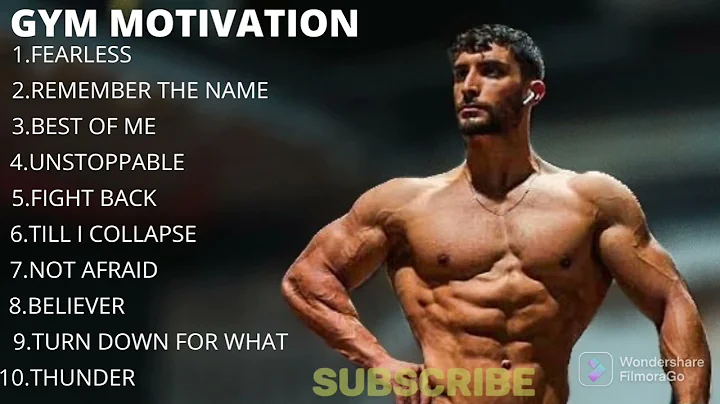 GYM MOTIVATION
1.FEARLESS
2.REMEMBER THE NAME
3.BEST OF ME
4.UNSTOPPABLE
5.FIGHT BACK
6.TILL I COLLAPSE
7.NOT AFRAID
8.BELIEVER
9.TURN DOWN FOR WHAT
10.THUNDER
SUBSCRIBE
Wondershare
FilmoraGo